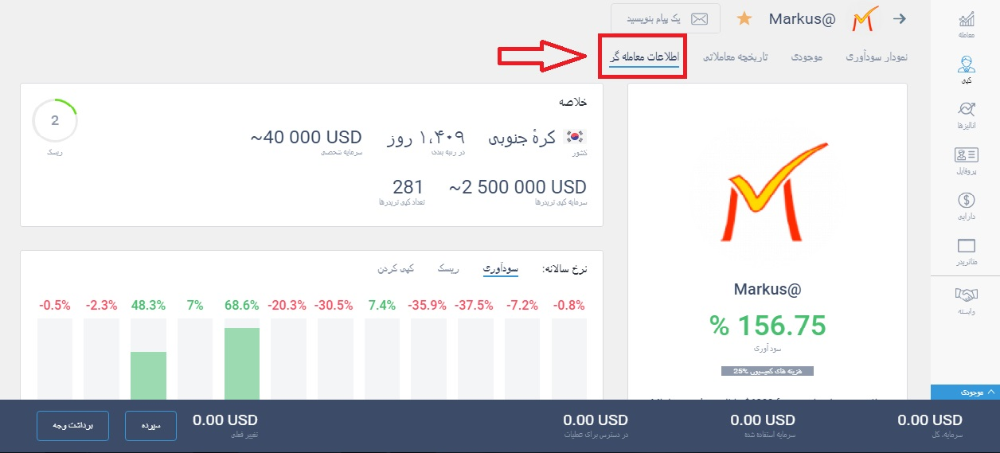 Markus@
یک پیام بنویسید
نمودار سودآوری
موجودی
تاریخچه معاملاتی
اطلاعات معامله گر
معامله
کپی
آنالیزها
پروفایل
دارایی
متاتریدر
وابسته
موجودی
Markus@
% 156.75
سودآوری
هزینه های کمیسیون 25%
خلاصه
کرهٔ جنوبی
کشور
۱،۴۰۹ روز
در رتبه بندی
~40 000 USD
سرمایه شخصی
2
ریسک
~2 500 000 USD
سرمایه کپی تریدرها
281
تعداد کپی تریدرها
نرخ سالانه:
سودآوری
ریسک
کپی کردن
-0.5% -2.3% 48.3% 7% 68.6% -20.3% -30.5% 7.4% -35.9% -37.5% -7.2% -0.8%
0.00 USD
سرمایه. کل
0.00 USD
سرمایه استفاده شده
0.00 USD
در دسترس برای عملیات
0.00 USD
تغییر فعلی
سپرده
برداشت وجه